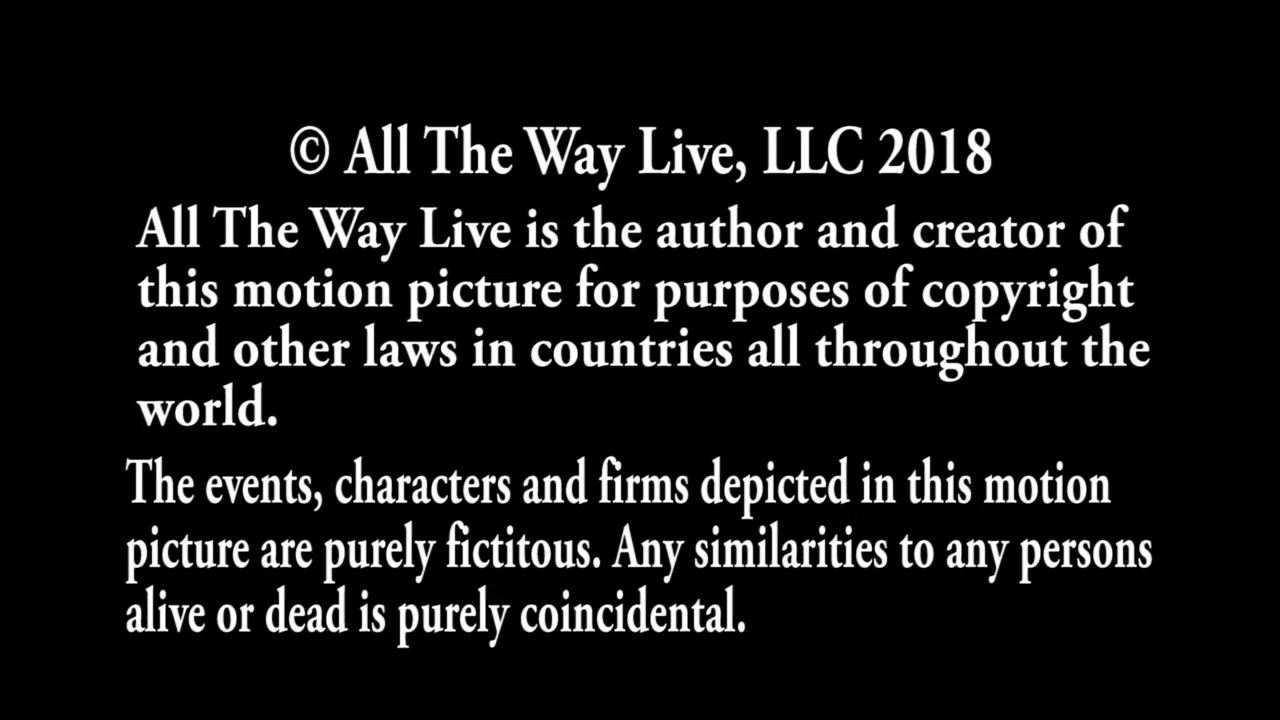 © All The Way Live, LLC 2018
All The Way Live is the author and creator of
this motion picture for purposes of copyright
and other laws in countries all throughout the
world.
The events, characters and firms depicted in this motion
picture are purely fictitous. Any similarities to any persons
alive or dead is purely coincidental.